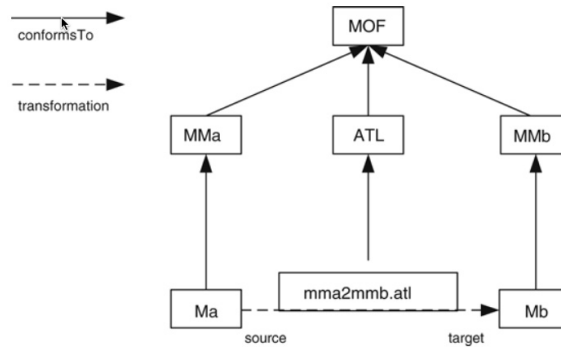 conformsTo
transformation
MOF
MMa
ATL
MMb
Ma
mma2mmb.atl
Mb
source
target